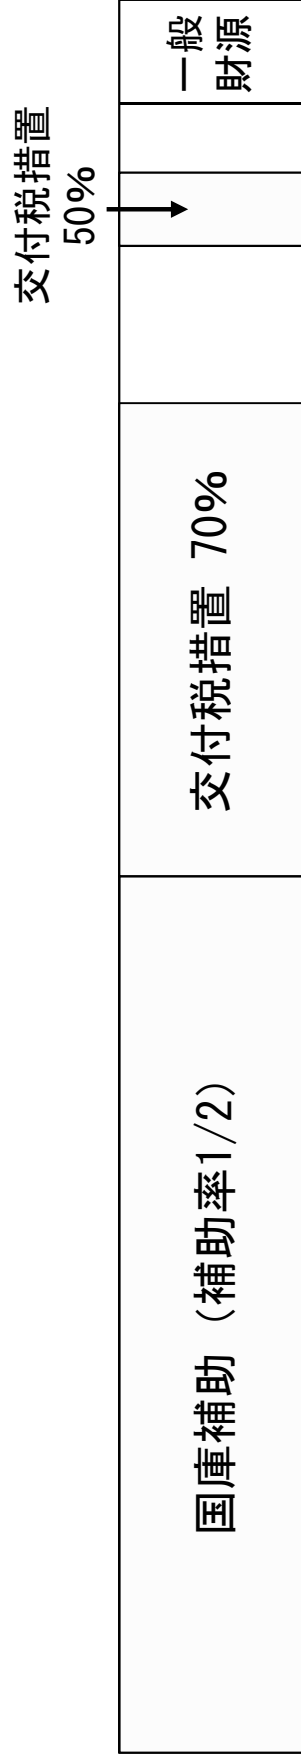 国庫補助（補助率1/2）
交付税措置 70%
交付税措置
50%
一般
財源